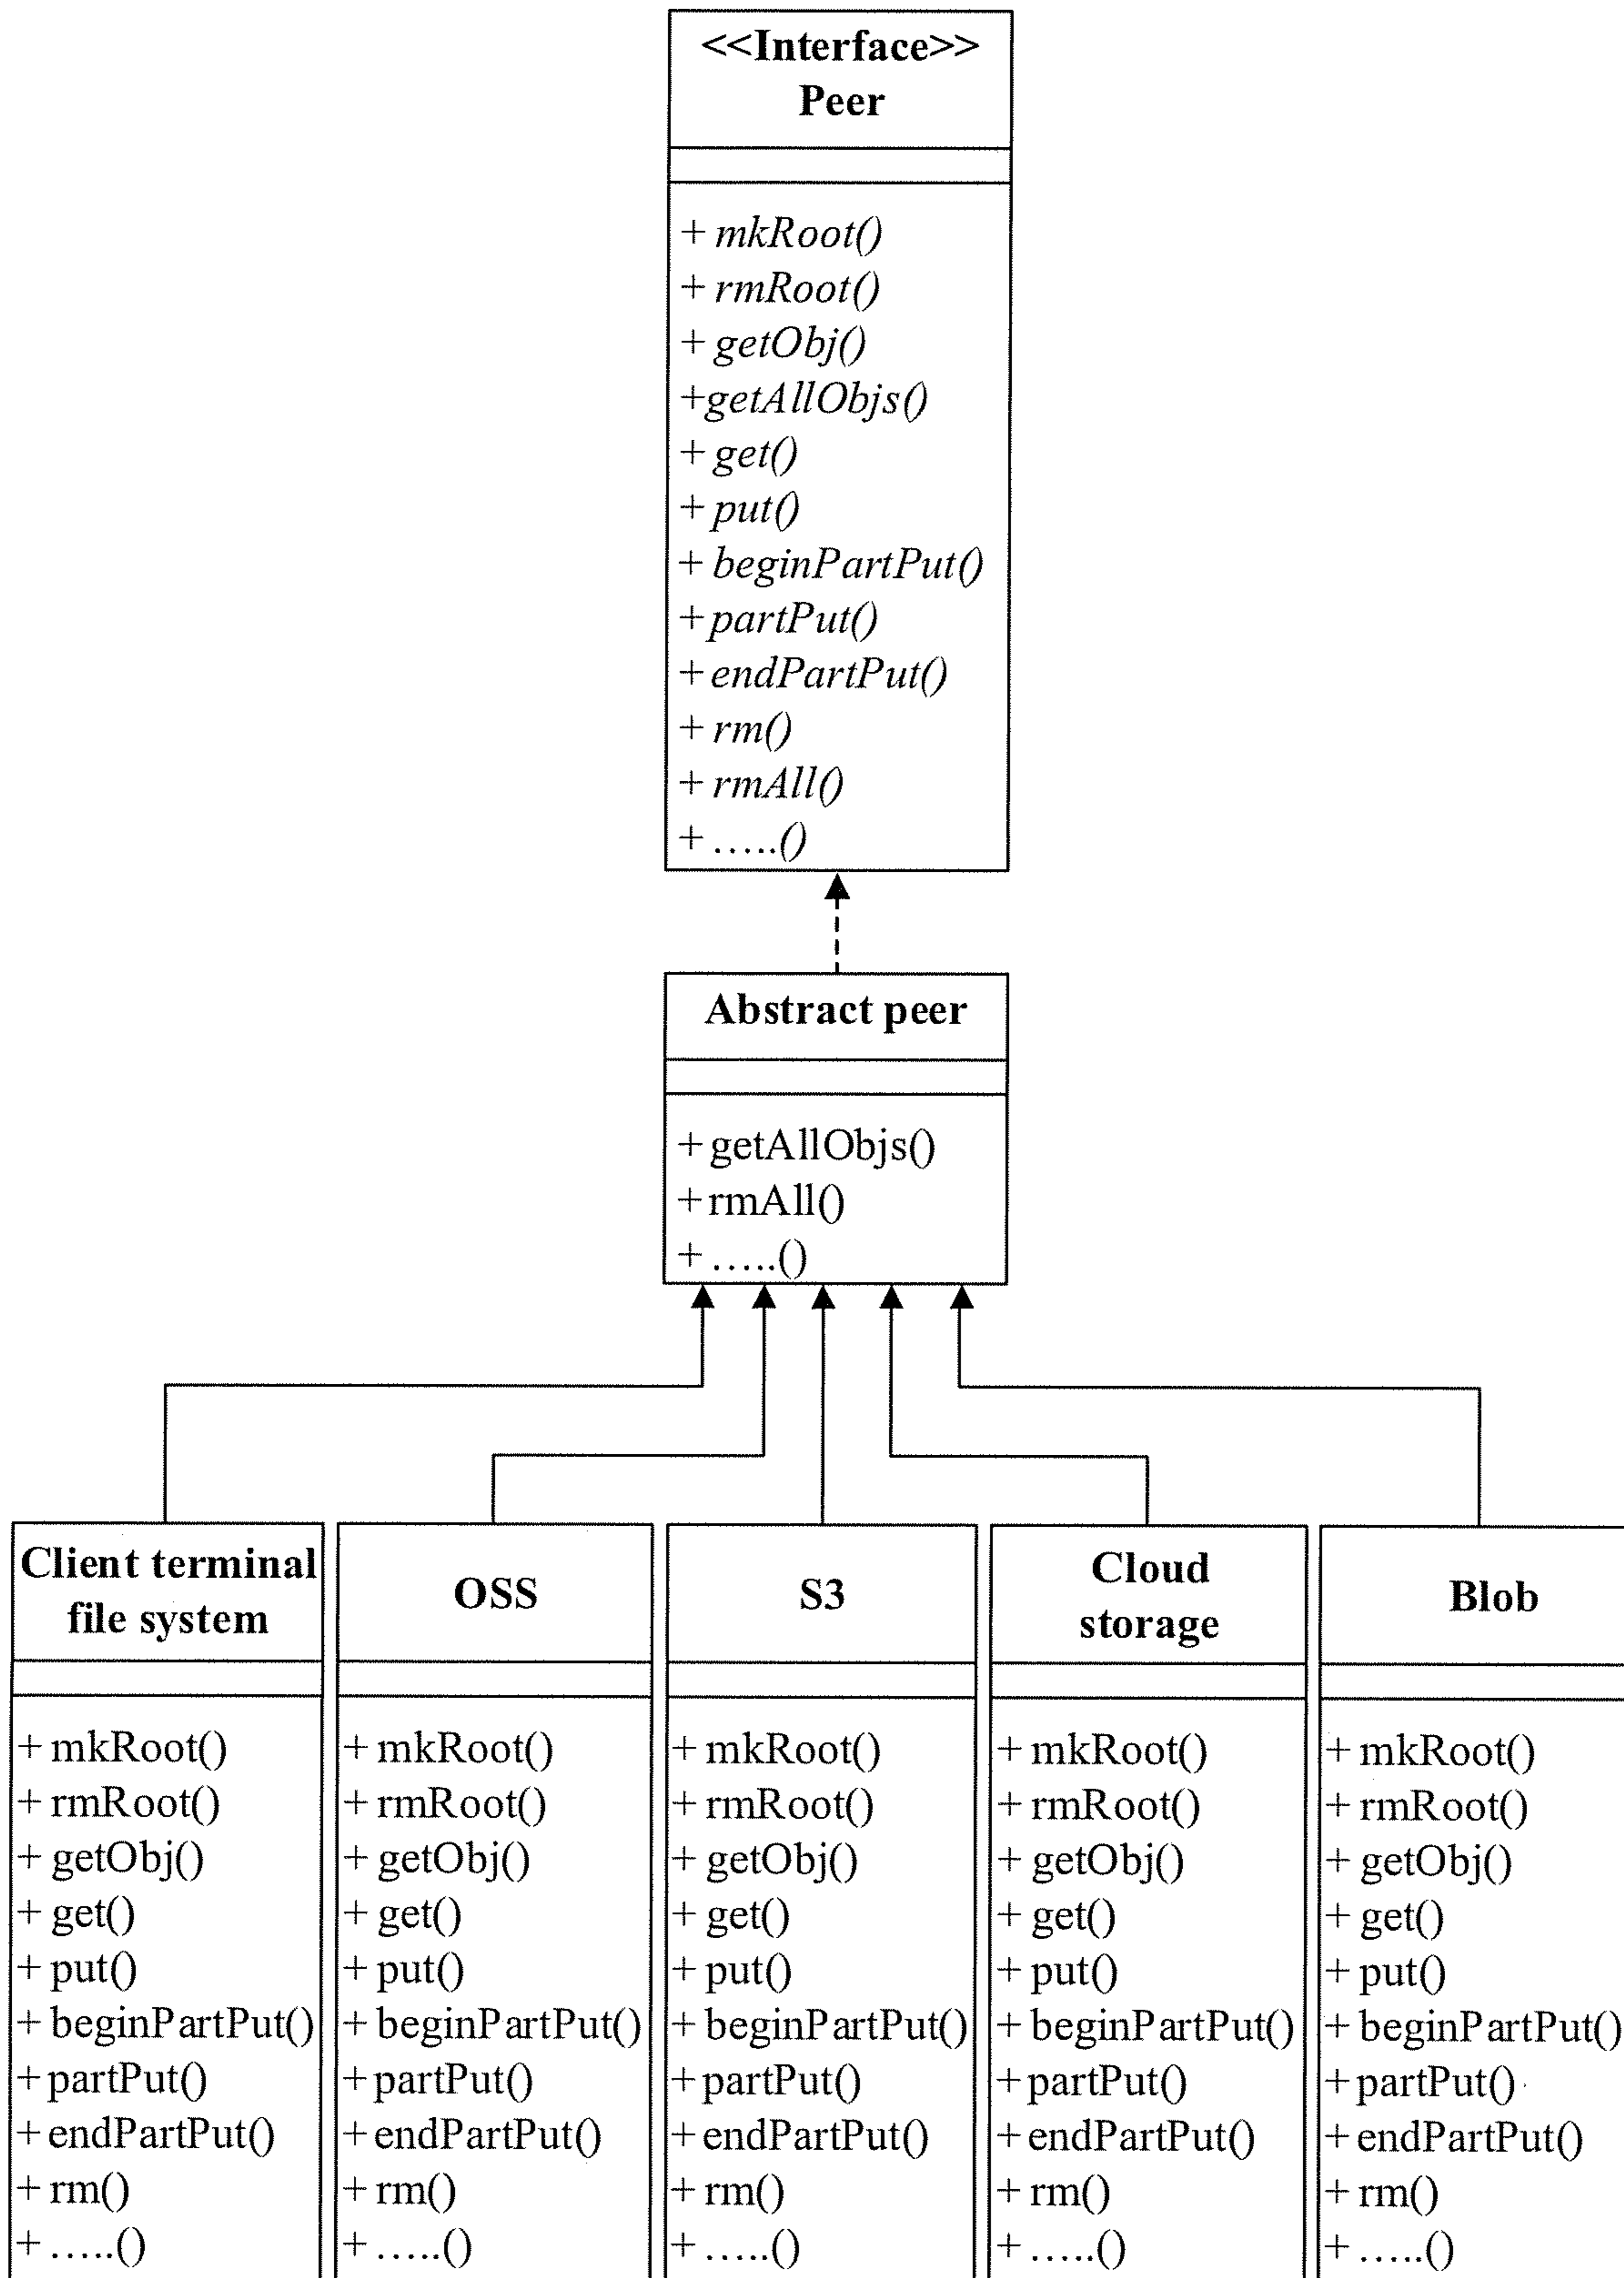 <<Interface>>
Peer
+ mkRoot()
+ rmRoot()
+ getObj()
+getAllObjs()
+ get()
+ put()
+ beginPartPut()
+ partPut()
+ endPartPut()
+ rm()
+ rmAll()
+ .....()
Abstract peer
+ getAllObjs()
+ rmAll()
+ .....()
Client terminal
file system
+ mkRoot()
+ rmRoot()
+ getObj()
+ get()
+ put()
+ beginPartPut()
+ partPut()
+ endPartPut()
+ rm()
+ .....()
OSS
+ mkRoot()
+ rmRoot()
+ getObj()
+ get()
+ put()
+ beginPartPut()
+ partPut()
+ endPartPut()
+ rm()
+ .....()
S3
+ mkRoot()
+ rmRoot()
+ getObj()
+ get()
+ put()
+ beginPartPut()
+ partPut()
+ endPartPut()
+ rm()
+ .....()
Cloud
storage
+ mkRoot()
+ rmRoot()
+ getObj()
+ get()
+ put()
+ beginPartPut()
+ partPut()
+ endPartPut()
+ rm()
+ .....()
Blob
+ mkRoot()
+ rmRoot()
+ getObj()
+ get()
+ put()
+ beginPartPut()
+ partPut()
+ endPartPut()
+ rm()
+ .....()